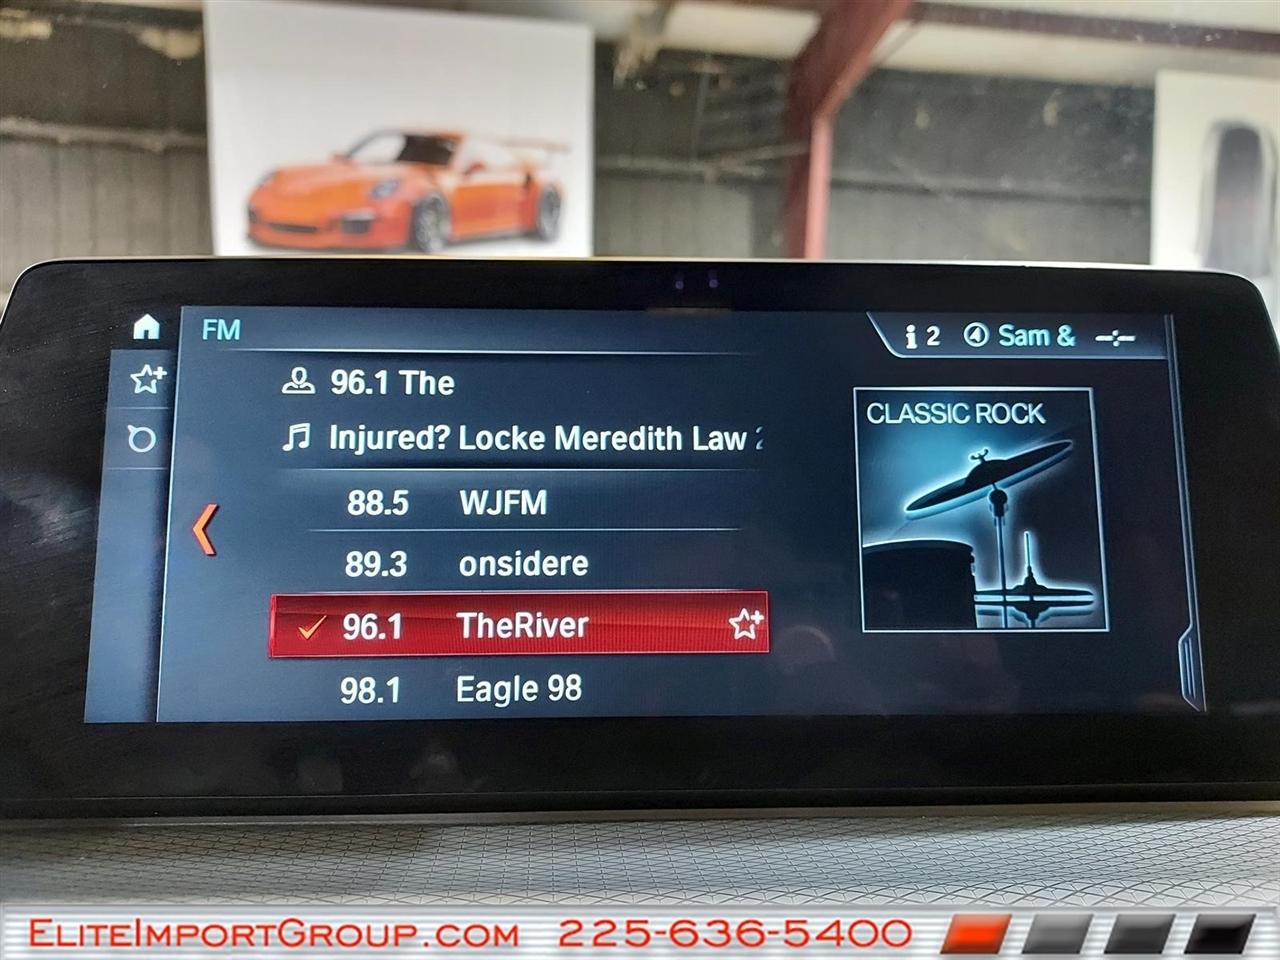 FM
i 2 Sam & --:--
96.1 The
Injured? Locke Meredith Law
CLASSIC ROCK
88.5 WJFM
89.3 onsidere
96.1 TheRiver
98.1 Eagle 98
EliteImportGroup.com 225-636-5400